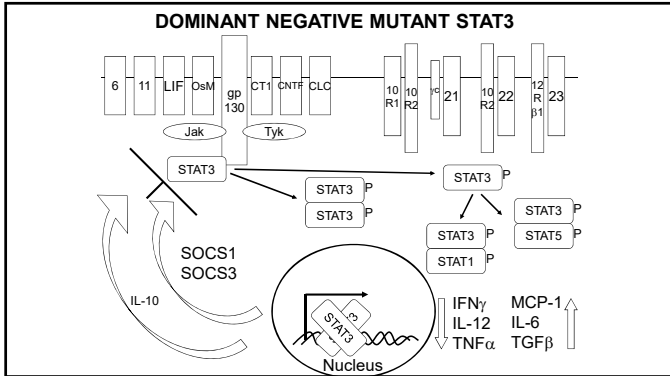 DOMINANT NEGATIVE MUTANT STAT3
6
11
LIF
OsM
gp
130
CT1
CNTF
CLC
10
R1
10
R2
γc
21
10
R2
22
12
R
β1
23
Jak
Tyk
STAT3
STAT3 P
STAT3 P
STAT3 P
STAT3 P
STAT1 P
STAT3 P
STAT5 P
SOCS1
SOCS3
IL-10
STAT3
3
Nucleus
IFNγ
IL-12
TNFα
MCP-1
IL-6
TGFβ